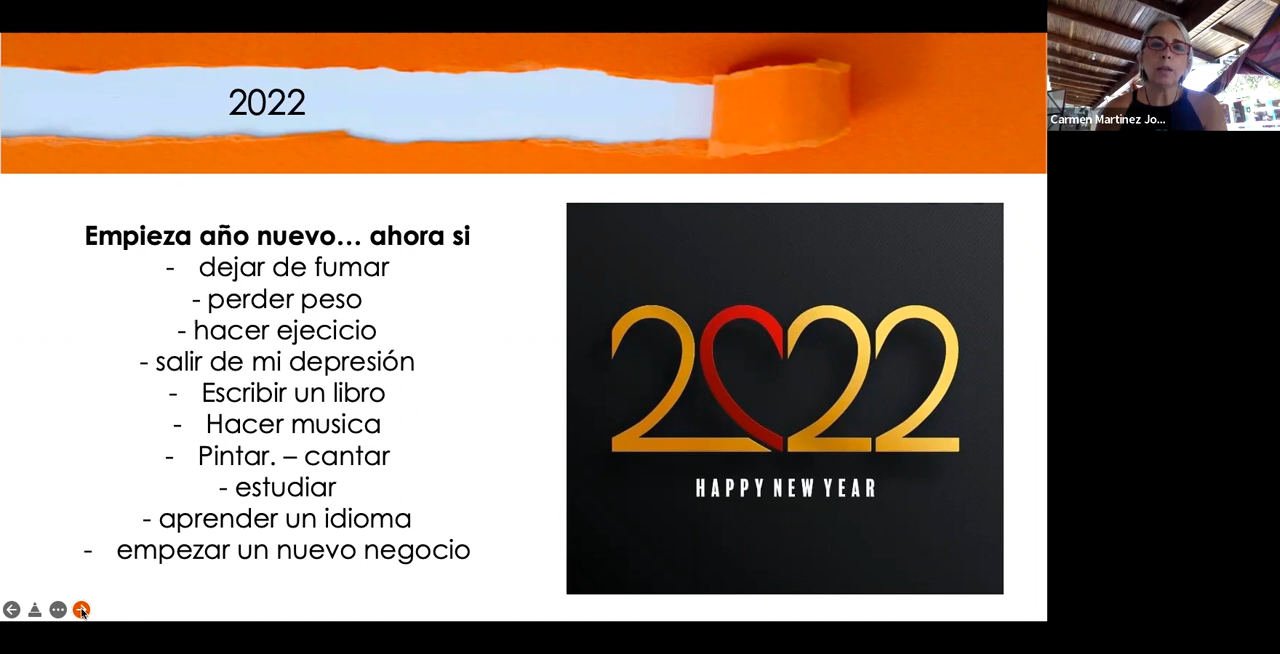 2022
Empieza año nuevo… ahora si
- dejar de fumar
- perder peso
- hacer ejecicio
- salir de mi depresión
- Escribir un libro
- Hacer musica
- Pintar. – cantar
- estudiar
- aprender un idioma
- empezar un nuevo negocio
2022
HAPPY NEW YEAR
Carmen Martinez Jo...